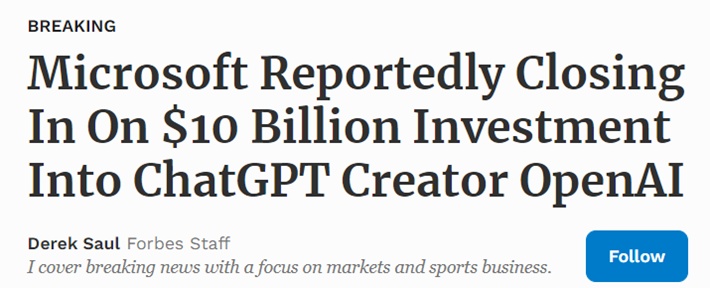 BREAKING
Microsoft Reportedly Closing
In On $10 Billion Investment
Into ChatGPT Creator OpenAI
Derek Saul Forbes Staff
I cover breaking news with a focus on markets and sports business.
Follow